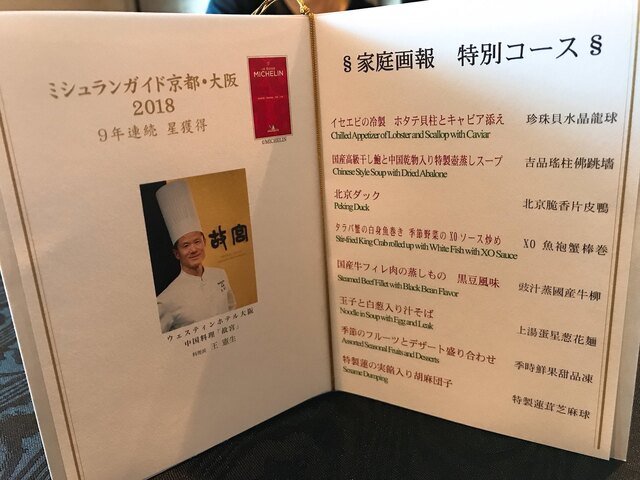 ミシュランガイド京都・大阪
2018
9年連続 星獲得
MICHELIN
©MICHELIN
故宮
ウェスティンホテル大阪
中国料理「故宮」
料理長 王 憲生
§家庭画報 特別コース§
イセエビの冷製 ホタテ貝柱とキャビア添え 珍珠貝水晶龍球
Chilled Appetizer of Lobster and Scallop with Caviar
国産高級干し鮑と中国乾物入り特製壺蒸しスープ 吉品瑤柱佛跳墻
Chinese Style Soup with Dried Abalone
北京ダック 北京脆香片皮鴨
Peking Duck
タラバ蟹の白身魚巻き 季節野菜のXOソース炒め XO 魚袍蟹棒巻
Stir-fried King Crab rolled up with White Fish with XO Sauce
国産牛フィレ肉の蒸しもの 黒豆風味 豉汁蒸國産牛柳
Steamed Beef Fillet with Black Bean Flavor
玉子と白葱入り汁そば 上湯蛋星葱花麺
Noodle in Soup with Egg and Leak
季節のフルーツとデザート盛り合わせ 季時鮮果甜品凍
Assorted Seasonal Fruits and Desserts
特製蓮の実餡入り胡麻団子 特製蓮茸芝麻球
Sesame Dumping